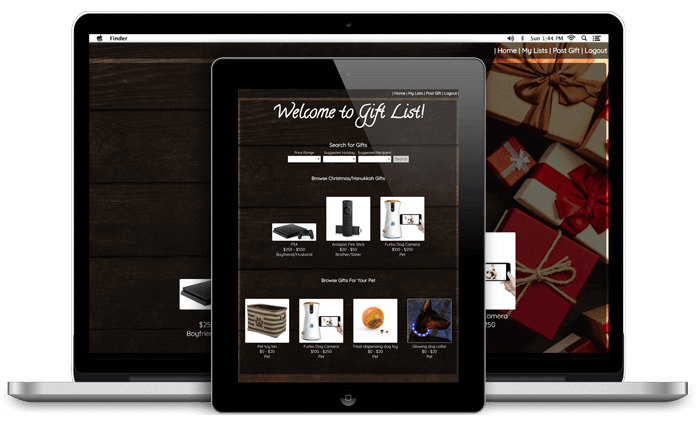 Finder
Sun 1:44 PM
| Home | My Lists | Post Gift | Logout
| Home | My Lists | Post Gift | Logout
Welcome to Gift List!
Search for Gifts
Price Range Suggested Holiday Suggested Recipient
Search
Browse Christmas/Hanukkah Gifts
PS4 Amazon Fire Stick Furbo Dog Camera
$250 - $500 $20 - $50 $100 - $250
Boyfriend/Husband Brother/Sister Pet
Browse Gifts For Your Pet
Pet toy bin Furbo Dog Camera Treat dispensing dog toy Glowing dog collar
$0 - $20 $100 - $250 $0 - $20 $0 - $20
Pet Pet Pet Pet
Camera
$25 250
Boyfrie